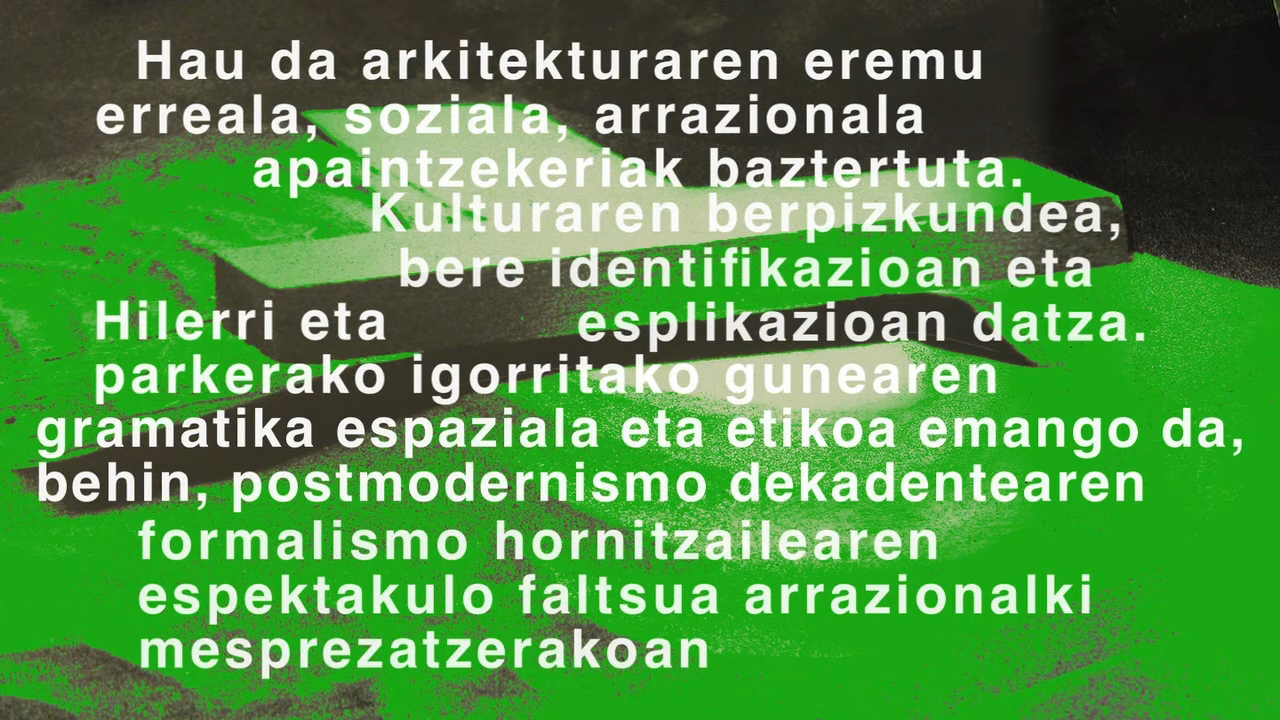 Hau da arkitekturaren eremu
erreala, soziala, arrazionala
apaintzekeriak baztertuta.
Kulturaren berpizkundea,
bere identifikazioan eta
esplikazioan datza.
Hilerri eta
parkerako igorritako gunearen
gramatika espaziala eta etikoa emango da,
behin, postmodernismo dekadentearen
formalismo hornitzailearen
espektakulo faltsua arrazionalki
mesprezatzerakoan